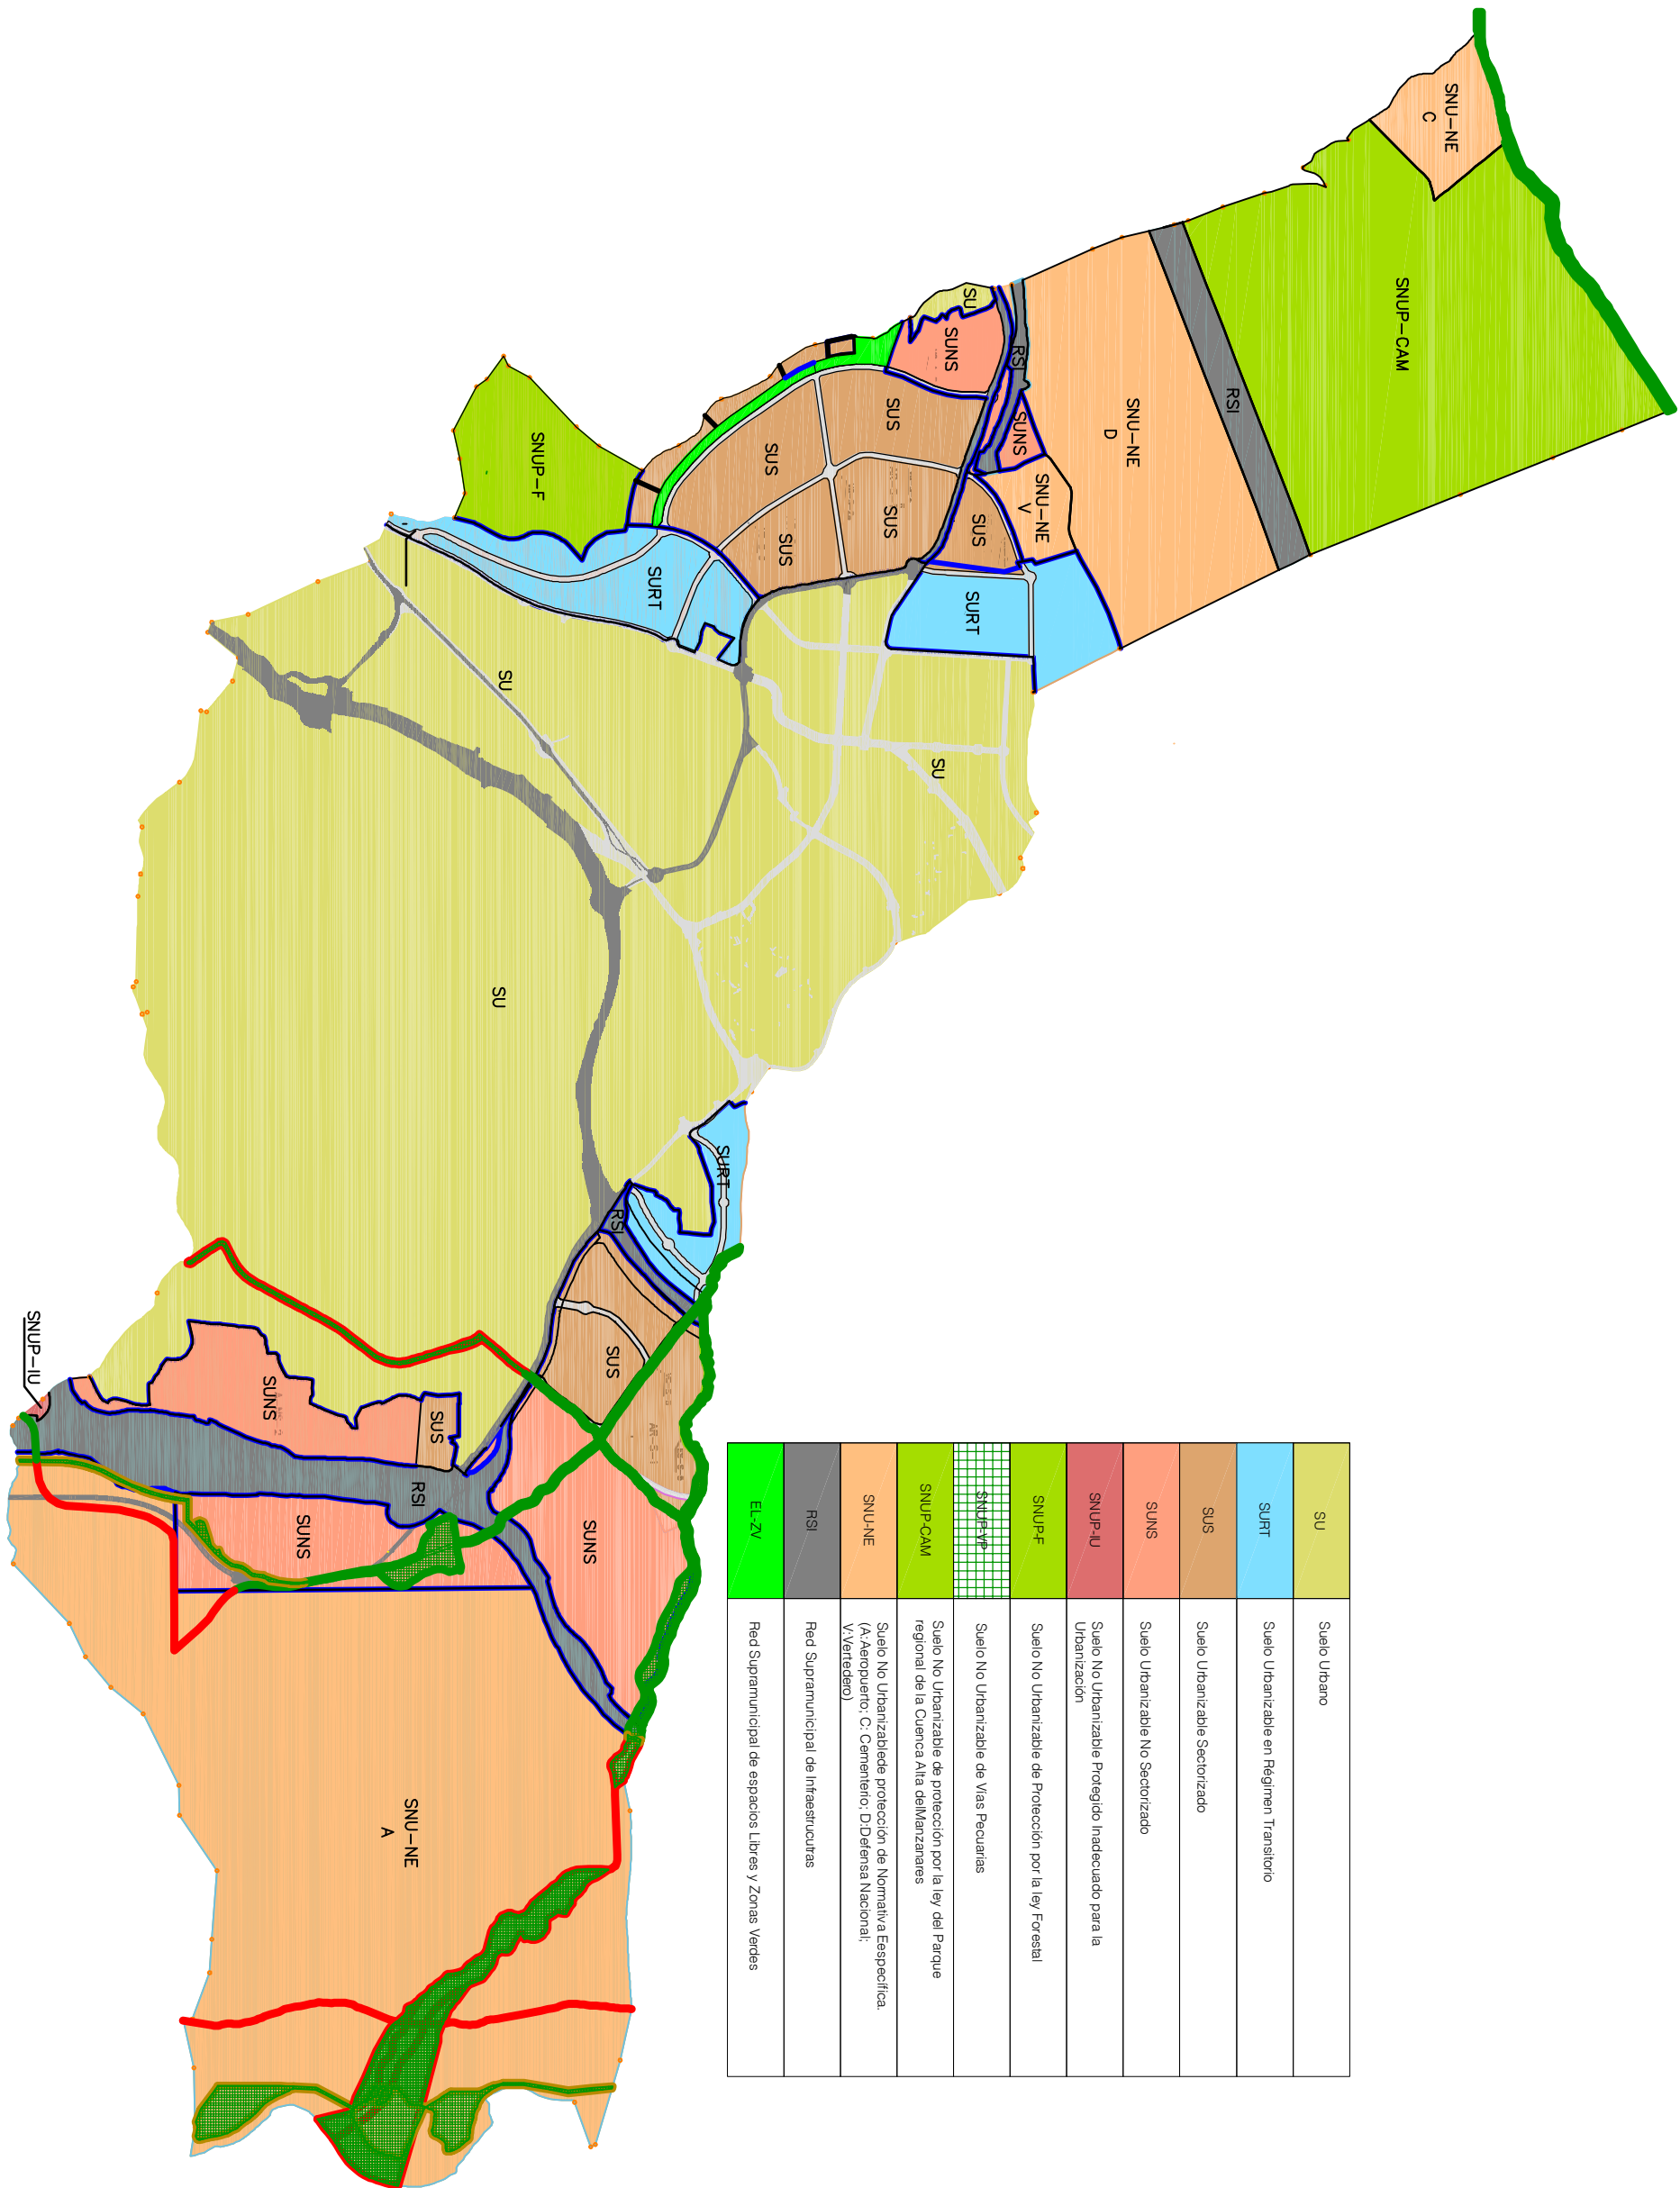 SNU-NE
C
SNUP-CAM
RSI
SNU-NE
D
SU
SUNS
RSI
SUNS
SNU-NE
V
SUS
SUS
SUS
SUS
SUS
SNUP-F
SURT
SURT
SU
SU
SU
SURT
RSI
SUS
AR-S-1
SUNS
SUS
SNUP-IU
RSI
SUNS
SUNS
SNU-NE
A
SU
Suelo Urbano
SURT
Suelo Urbanizable en Régimen Transitorio
SUS
Suelo Urbanizable Sectorizado
SUNS
Suelo Urbanizable No Sectorizado
SNUP-IU
Suelo No Urbanizable Protegido Inadecuado para la
Urbanización
SNUP-F
Suelo No Urbanizable de Protección por la ley Forestal
SNUP-VP
Suelo No Urbanizable de Vías Pecuarias
SNUP-CAM
Suelo No Urbanizable de protección por la ley del Parque
regional de la Cuenca Alta delManzanares
SNU-NE
Suelo No Urbanizablede protección de Normativa Eespecífica.
(A:Aeropuerto; C: Cementerio; D:Defensa Nacional;
V:Vertedero)
RSI
Red Supramunicipal de Infraestrucutras
EL-ZV
Red Supramunicipal de espacios Libres y Zonas Verdes